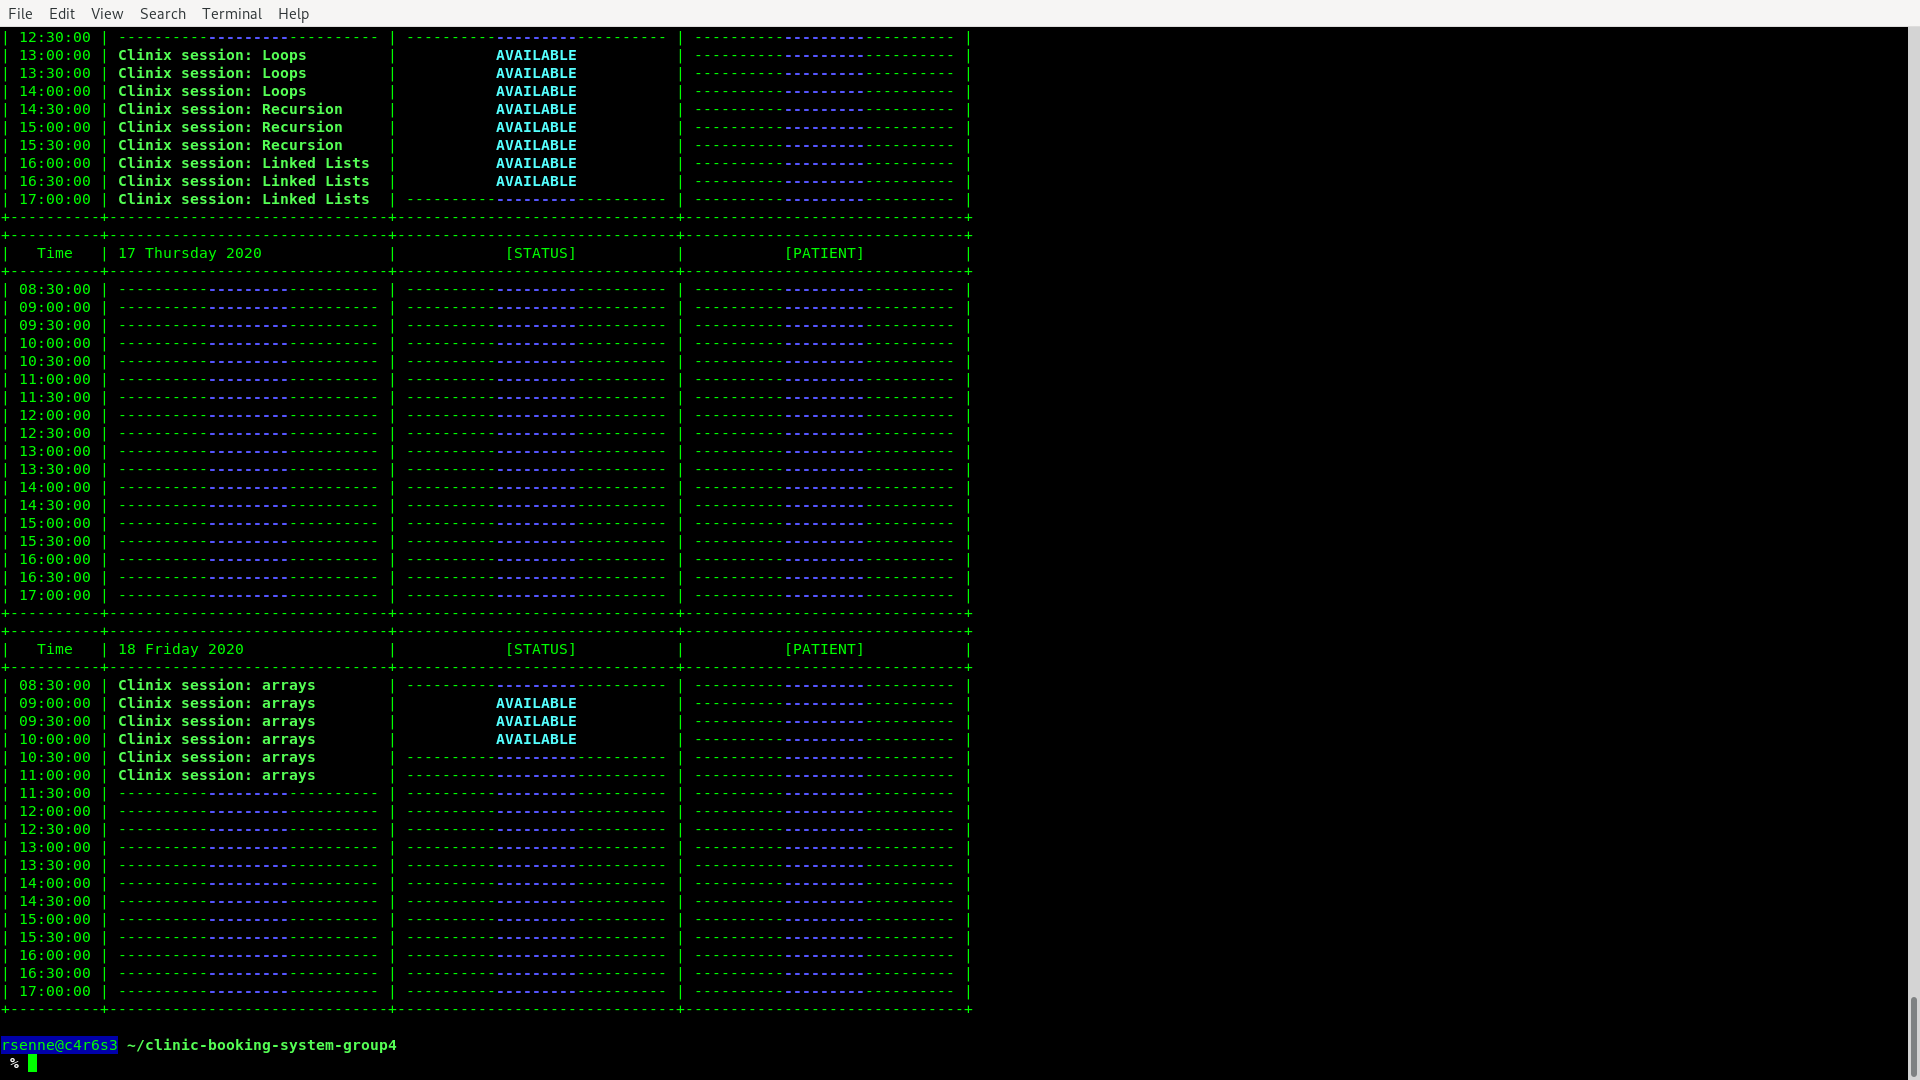 File Edit View Search Terminal Help
| 12:30:00 | ----------------------------- | ----------------------------- | ----------------------------- |
| 13:00:00 | Clinix session: Loops | AVAILABLE | ----------------------------- |
| 13:30:00 | Clinix session: Loops | AVAILABLE | ----------------------------- |
| 14:00:00 | Clinix session: Loops | AVAILABLE | ----------------------------- |
| 14:30:00 | Clinix session: Recursion | AVAILABLE | ----------------------------- |
| 15:00:00 | Clinix session: Recursion | AVAILABLE | ----------------------------- |
| 15:30:00 | Clinix session: Recursion | AVAILABLE | ----------------------------- |
| 16:00:00 | Clinix session: Linked Lists | AVAILABLE | ----------------------------- |
| 16:30:00 | Clinix session: Linked Lists | AVAILABLE | ----------------------------- |
| 17:00:00 | Clinix session: Linked Lists | ----------------------------- | ----------------------------- |
+----------+-------------------------------+-------------------------------+-------------------------------+
+----------+-------------------------------+-------------------------------+-------------------------------+
| Time | 17 Thursday 2020 | [STATUS] | [PATIENT] |
+----------+-------------------------------+-------------------------------+-------------------------------+
| 08:30:00 | ----------------------------- | ----------------------------- | ----------------------------- |
| 09:00:00 | ----------------------------- | ----------------------------- | ----------------------------- |
| 09:30:00 | ----------------------------- | ----------------------------- | ----------------------------- |
| 10:00:00 | ----------------------------- | ----------------------------- | ----------------------------- |
| 10:30:00 | ----------------------------- | ----------------------------- | ----------------------------- |
| 11:00:00 | ----------------------------- | ----------------------------- | ----------------------------- |
| 11:30:00 | ----------------------------- | ----------------------------- | ----------------------------- |
| 12:00:00 | ----------------------------- | ----------------------------- | ----------------------------- |
| 12:30:00 | ----------------------------- | ----------------------------- | ----------------------------- |
| 13:00:00 | ----------------------------- | ----------------------------- | ----------------------------- |
| 13:30:00 | ----------------------------- | ----------------------------- | ----------------------------- |
| 14:00:00 | ----------------------------- | ----------------------------- | ----------------------------- |
| 14:30:00 | ----------------------------- | ----------------------------- | ----------------------------- |
| 15:00:00 | ----------------------------- | ----------------------------- | ----------------------------- |
| 15:30:00 | ----------------------------- | ----------------------------- | ----------------------------- |
| 16:00:00 | ----------------------------- | ----------------------------- | ----------------------------- |
| 16:30:00 | ----------------------------- | ----------------------------- | ----------------------------- |
| 17:00:00 | ----------------------------- | ----------------------------- | ----------------------------- |
+----------+-------------------------------+-------------------------------+-------------------------------+
+----------+-------------------------------+-------------------------------+-------------------------------+
| Time | 18 Friday 2020 | [STATUS] | [PATIENT] |
+----------+-------------------------------+-------------------------------+-------------------------------+
| 08:30:00 | Clinix session: arrays | ----------------------------- | ----------------------------- |
| 09:00:00 | Clinix session: arrays | AVAILABLE | ----------------------------- |
| 09:30:00 | Clinix session: arrays | AVAILABLE | ----------------------------- |
| 10:00:00 | Clinix session: arrays | AVAILABLE | ----------------------------- |
| 10:30:00 | Clinix session: arrays | ----------------------------- | ----------------------------- |
| 11:00:00 | Clinix session: arrays | ----------------------------- | ----------------------------- |
| 11:30:00 | ----------------------------- | ----------------------------- | ----------------------------- |
| 12:00:00 | ----------------------------- | ----------------------------- | ----------------------------- |
| 12:30:00 | ----------------------------- | ----------------------------- | ----------------------------- |
| 13:00:00 | ----------------------------- | ----------------------------- | ----------------------------- |
| 13:30:00 | ----------------------------- | ----------------------------- | ----------------------------- |
| 14:00:00 | ----------------------------- | ----------------------------- | ----------------------------- |
| 14:30:00 | ----------------------------- | ----------------------------- | ----------------------------- |
| 15:00:00 | ----------------------------- | ----------------------------- | ----------------------------- |
| 15:30:00 | ----------------------------- | ----------------------------- | ----------------------------- |
| 16:00:00 | ----------------------------- | ----------------------------- | ----------------------------- |
| 16:30:00 | ----------------------------- | ----------------------------- | ----------------------------- |
| 17:00:00 | ----------------------------- | ----------------------------- | ----------------------------- |
+----------+-------------------------------+-------------------------------+-------------------------------+
rsenne@c4r6s3 ~/clinic-booking-system-group4
%